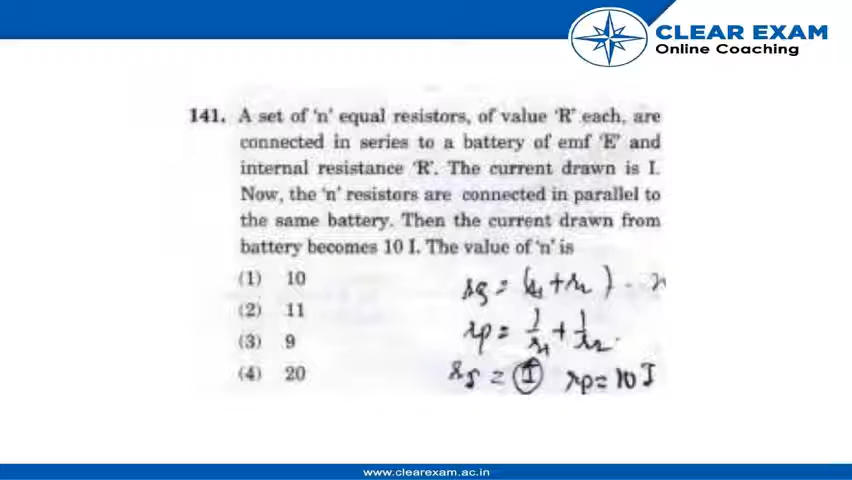 CLEAR EXAM
Online Coaching
141. A set of 'n' equal resistors, of value 'R' each, are
connected in series to a battery of emf 'E' and
internal resistance 'R'. The current drawn is I.
Now, the 'n' resistors are connected in parallel to
the same battery. Then the current drawn from
battery becomes 10 I. The value of 'n' is
(1) 10
(2) 11
(3) 9
(4) 20
rp = 10 I
www.clearexam.ac.in